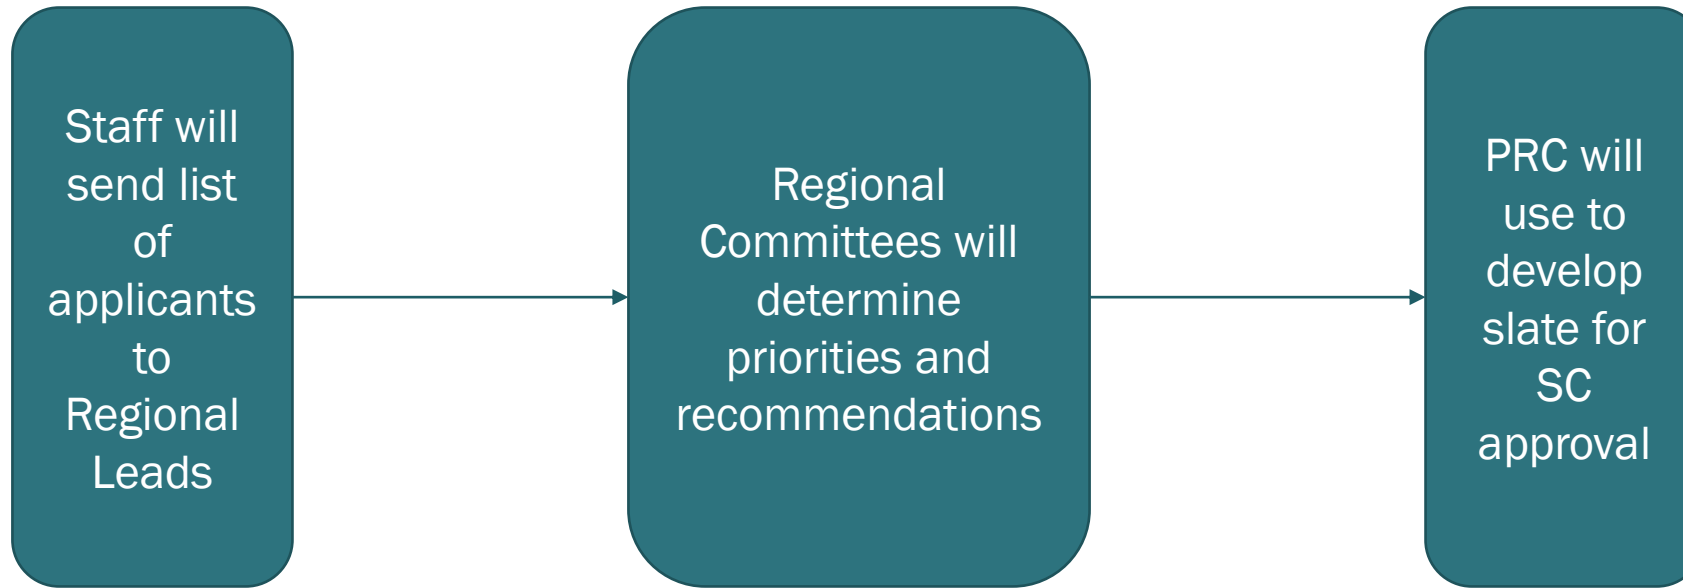 Staff will
send list
of
applicants
to
Regional
Leads
Regional
Committees will
determine
priorities and
recommendations
PRC will
use to
develop
slate for
SC
approval